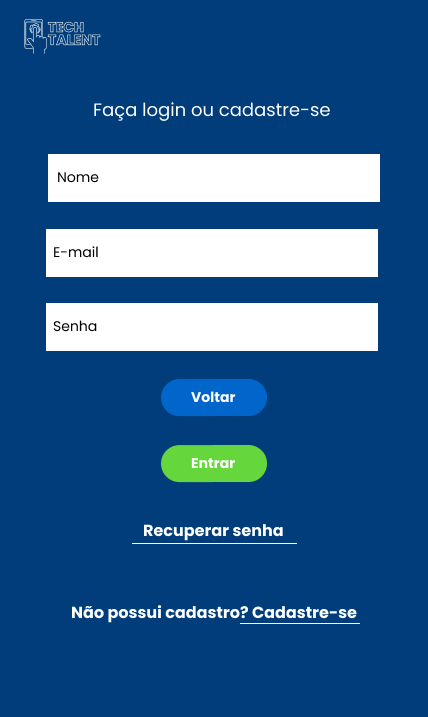 TECH
TALENT
Faça login ou cadastre-se
Nome
E-mail
Senha
Voltar
Entrar
Recuperar senha
Não possui cadastro? Cadastre-se